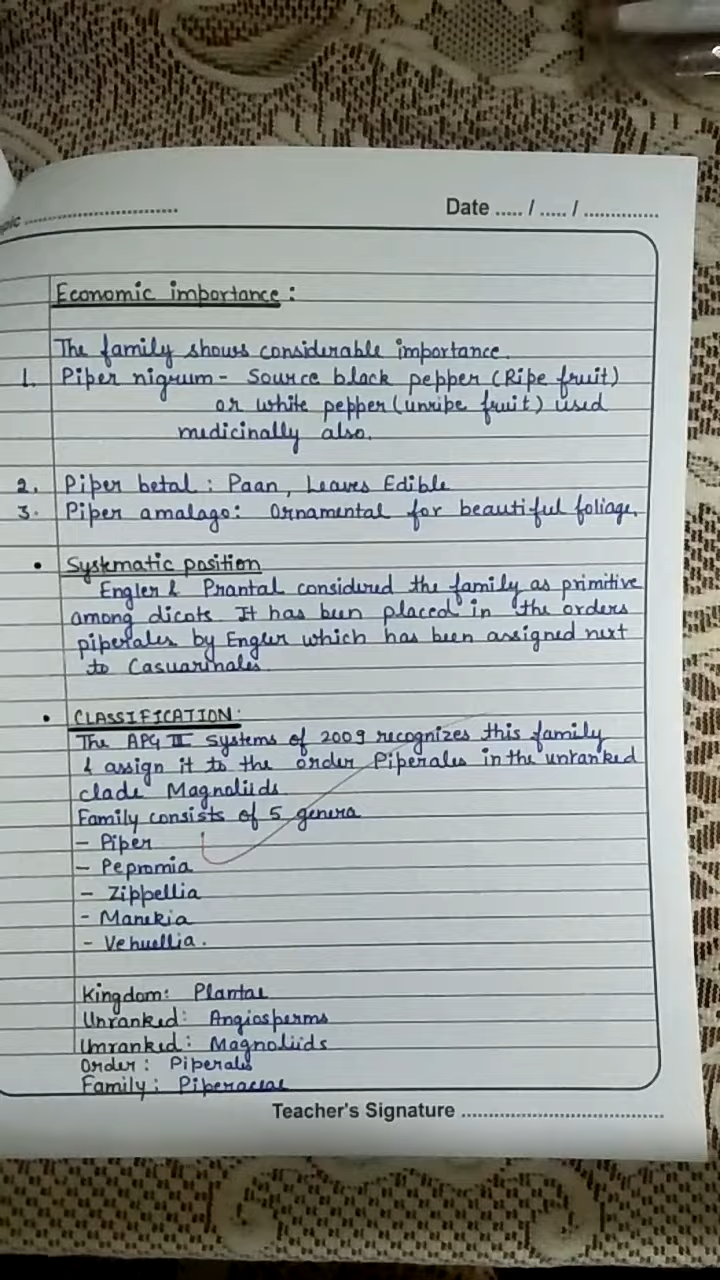 Date ..... / ..... / ..............
Economic importance :
The family shows considerable importance.
1. Piper nigrum - Source black pepper (Ripe fruit)
or white pepper (unripe fruit) used
medicinally also.
2. Piper betal : Paan, Leaves Edible
3. Piper amalago: Ornamental for beautiful foliage.
• Systematic position
Engler & Prantal considered the family as primitive
among dicots. It has been placed in the orders
piperales by Engler which has been assigned next
to Casuarinales.
• CLASSIFICATION:
The APG III systems of 2009 recognizes this family
& assign it to the order Piperales in the unranked
clade Magnoliids.
Family consists of 5 genera
- Piper
- Pepromia
- Zippellia
- Manekia
- Vehuellia.
Kingdom: Plantae
Unranked: Angiosperms
Unranked: Magnoliids
Order: Piperales
Family: Piperaceae
Teacher's Signature ......................................